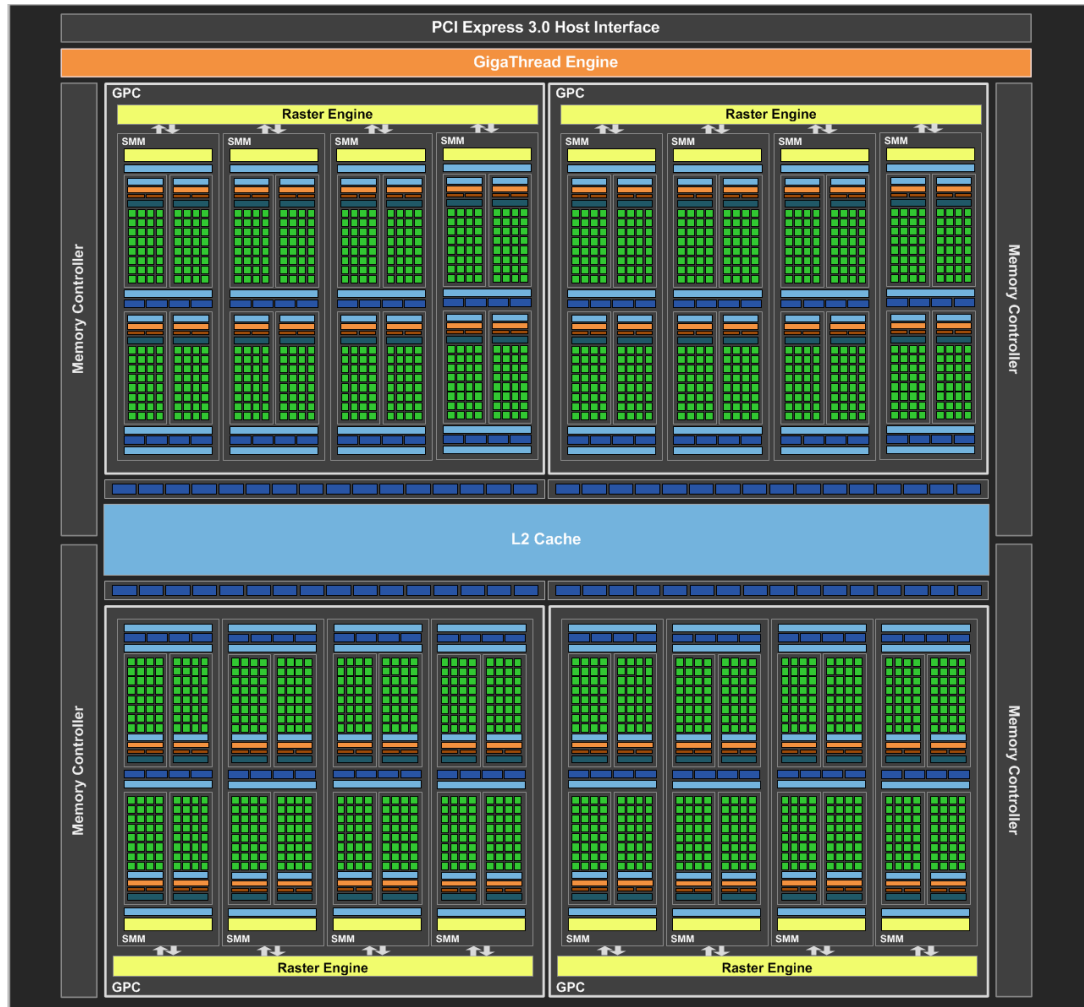 PCI Express 3.0 Host Interface
GigaThread Engine
GPC
GPC
Raster Engine
Raster Engine
SMM
SMM
SMM
SMM
SMM
SMM
SMM
SMM
Memory Controller
Memory Controller
L2 Cache
Memory Controller
Memory Controller
SMM
SMM
SMM
SMM
SMM
SMM
SMM
SMM
Raster Engine
Raster Engine
GPC
GPC